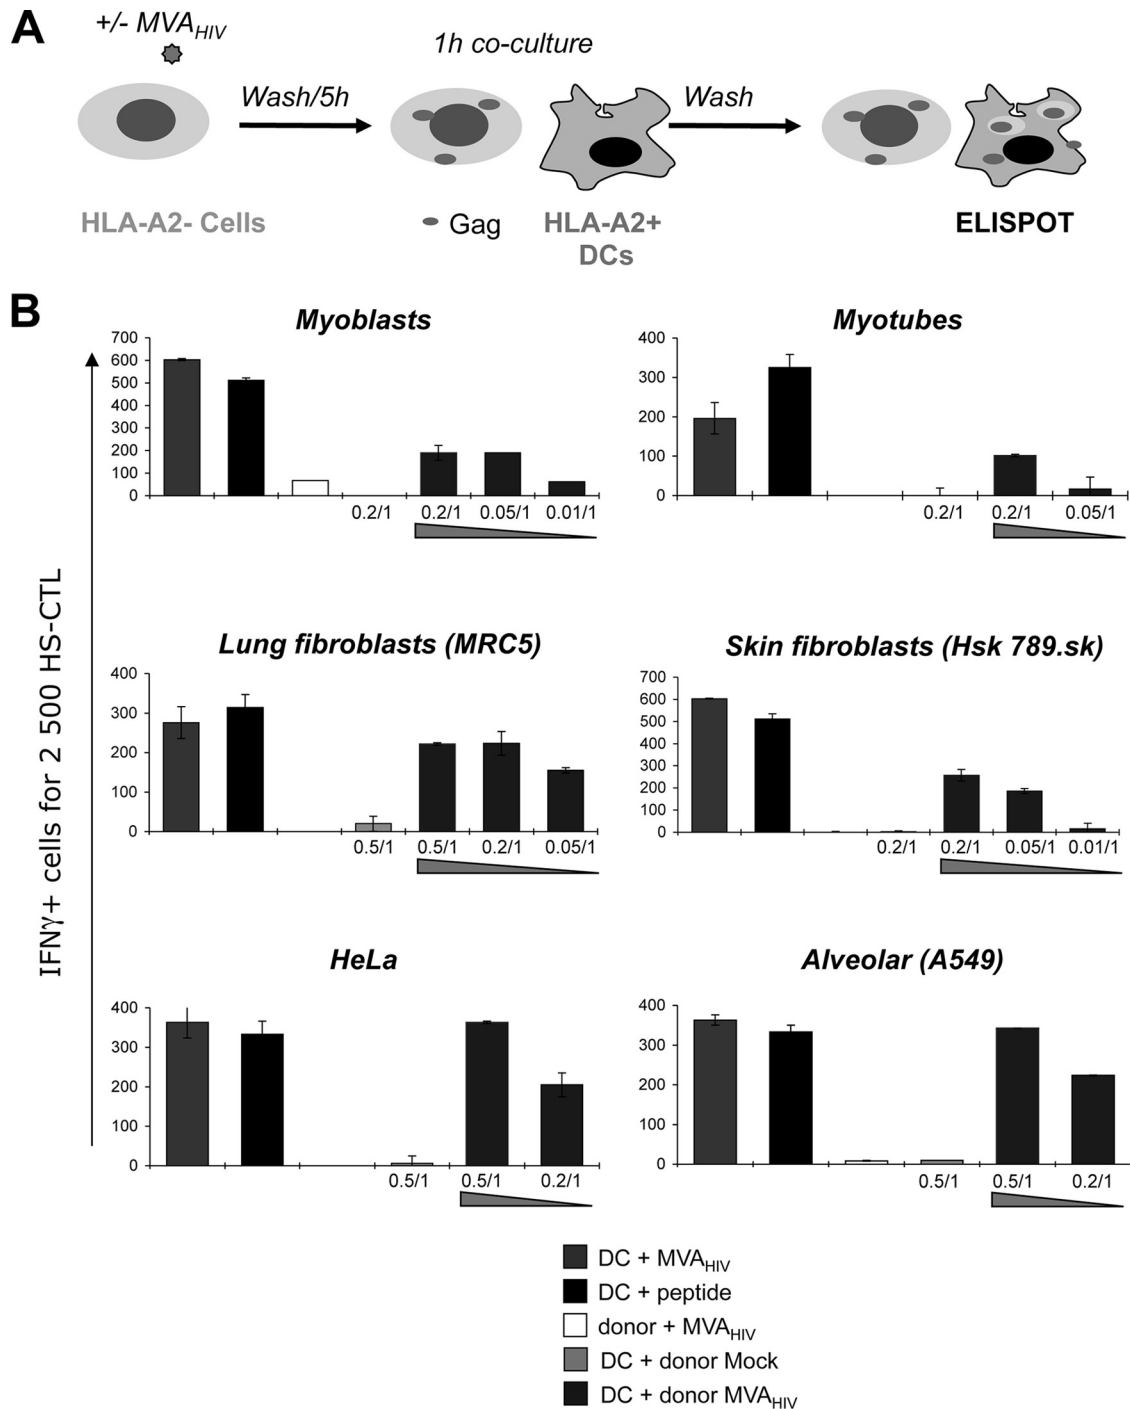 A
+/- MVAHIV
1h co-culture
Wash/5h
Wash
HLA-A2- Cells
Gag
HLA-A2+
DCs
ELISPOT
B
IFNγ+ cells for 2 500 HS-CTL
Myoblasts
700
600
500
400
300
200
100
0
0.2/1 0.2/1 0.05/1 0.01/1
Myotubes
400
300
200
100
0
0.2/1 0.2/1 0.05/1
Lung fibroblasts (MRC5)
400
300
200
100
0
0.5/1 0.5/1 0.2/1 0.05/1
Skin fibroblasts (Hsk 789.sk)
700
600
500
400
300
200
100
0
0.2/1 0.2/1 0.05/1 0.01/1
HeLa
400
300
200
100
0
0.5/1 0.5/1 0.2/1
Alveolar (A549)
400
300
200
100
0
0.5/1 0.5/1 0.2/1
DC + MVAHIV
DC + peptide
donor + MVAHIV
DC + donor Mock
DC + donor MVAHIV